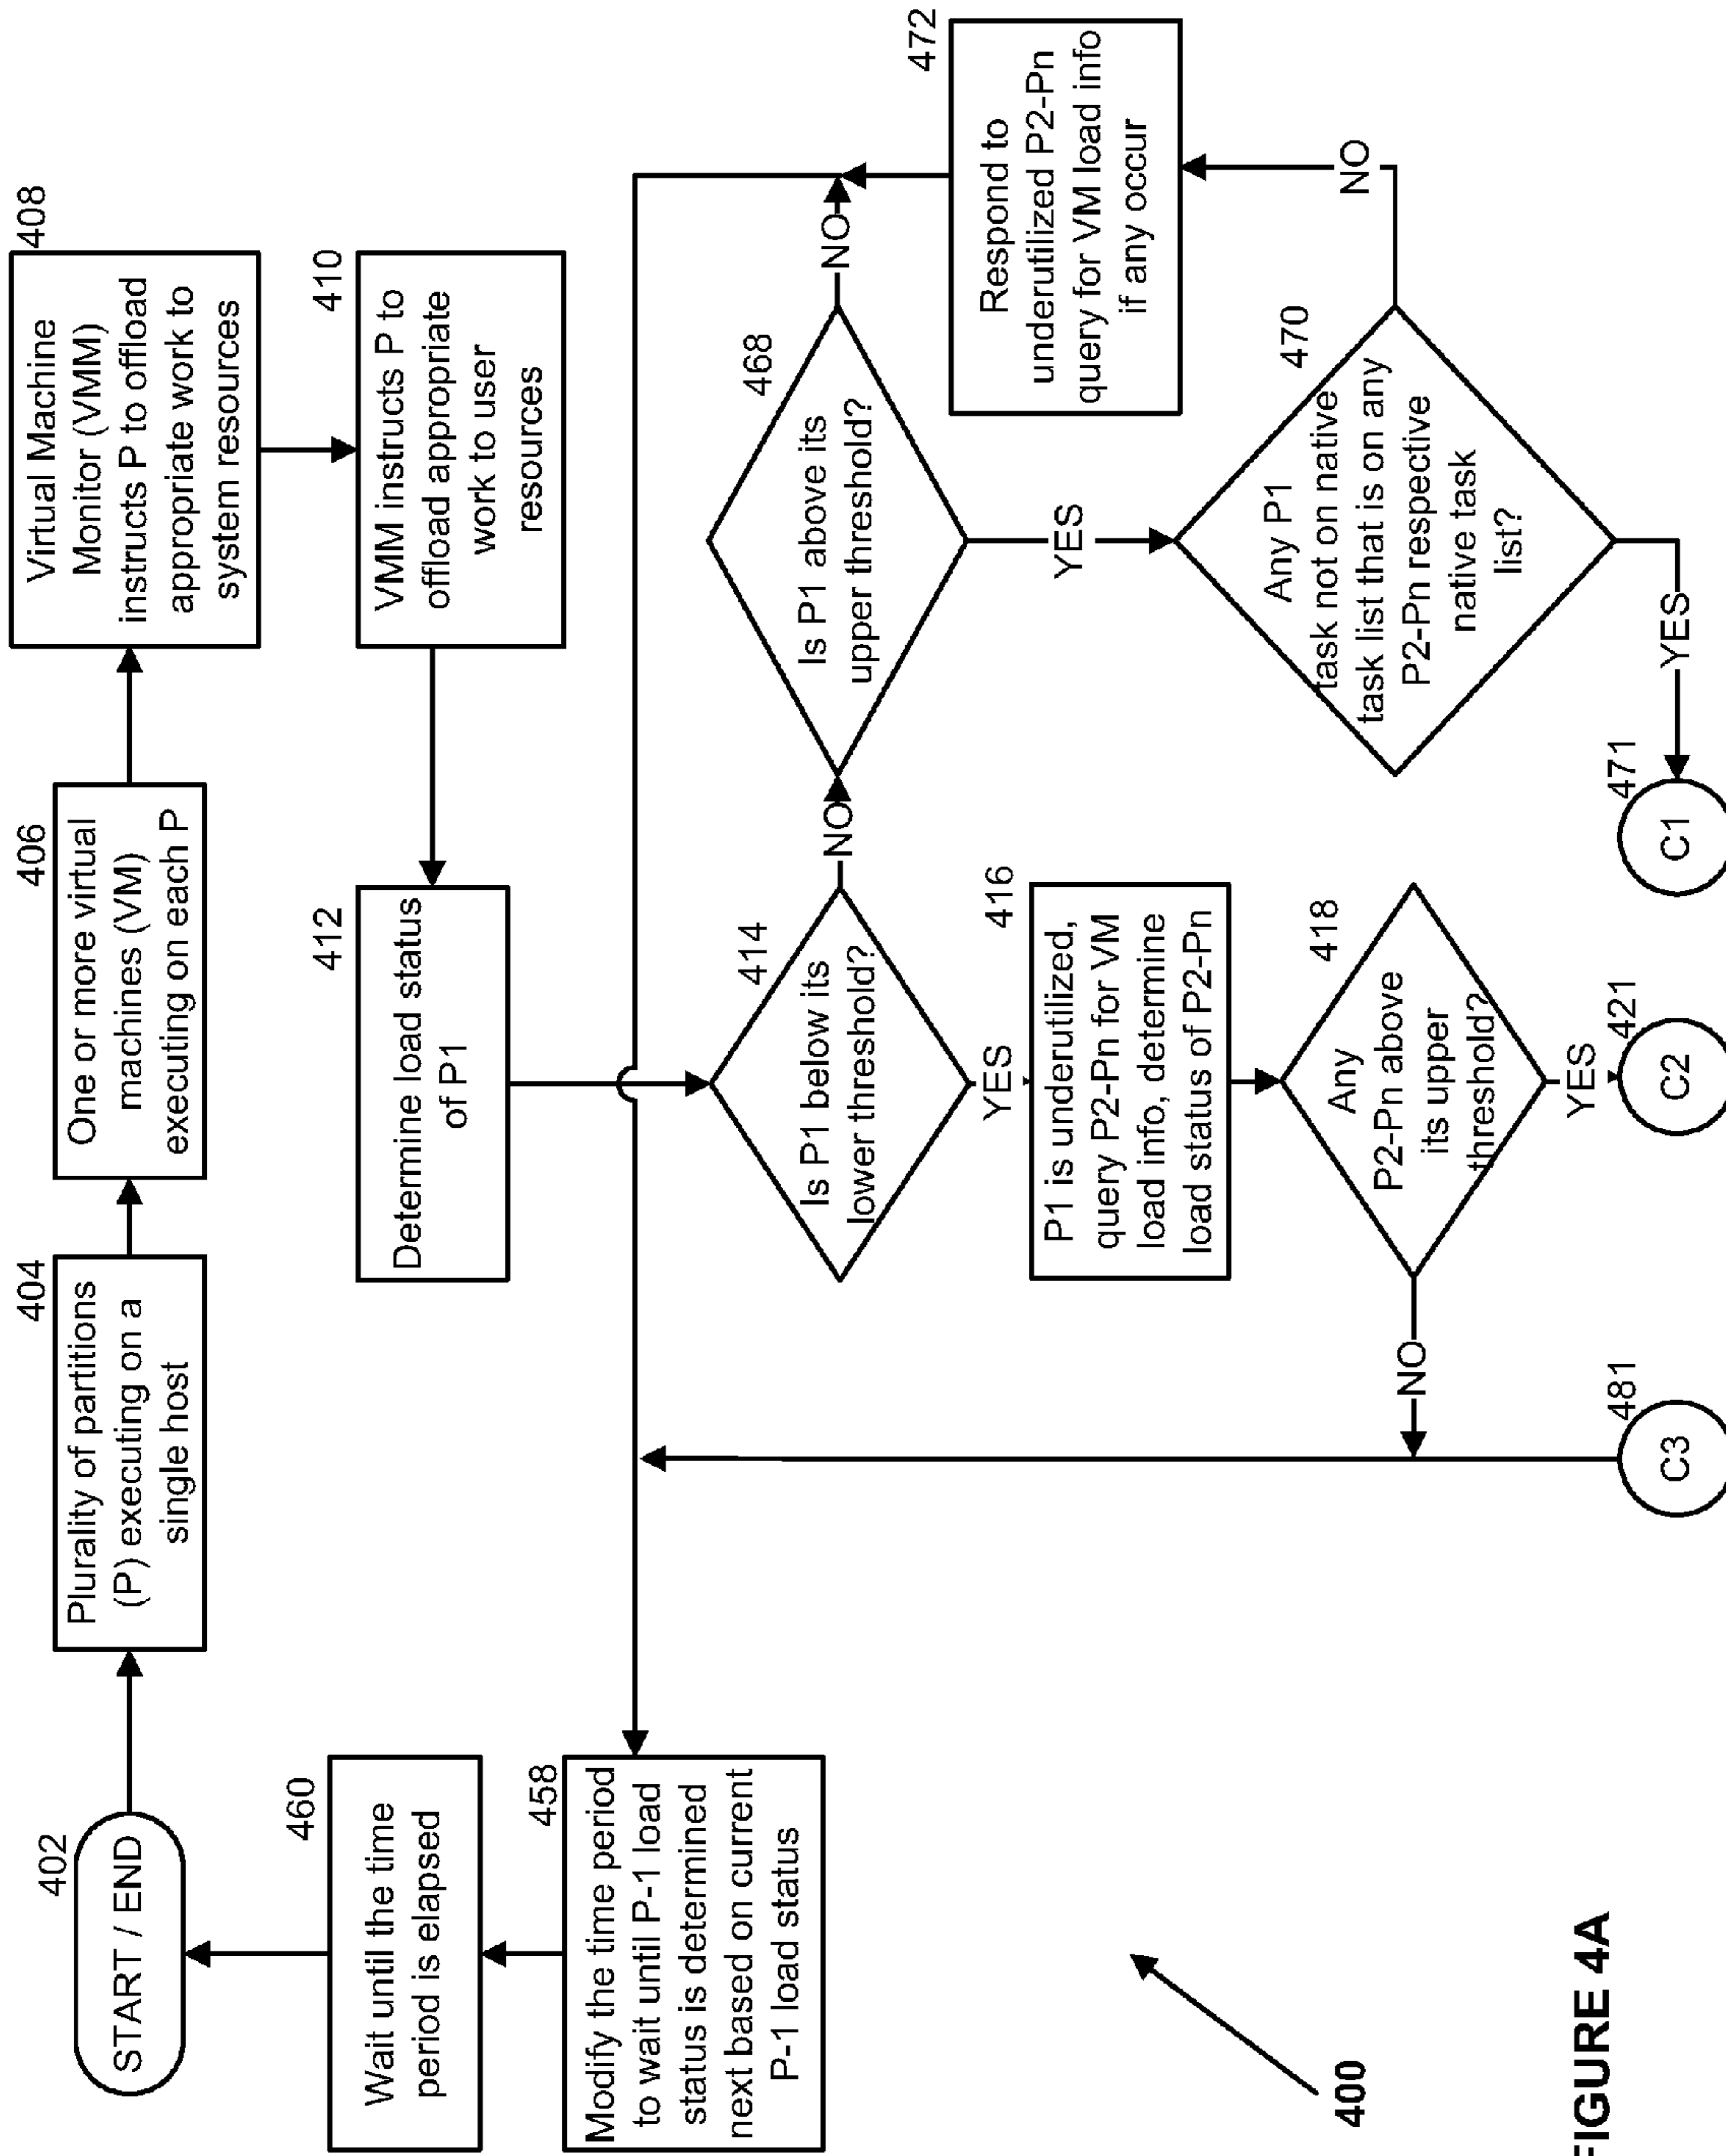 402
START / END
404
Plurality of partitions
(P) executing on a
single host
406
One or more virtual
machines (VM)
executing on each P
408
Virtual Machine
Monitor (VMM)
instructs P to offload
appropriate work to
system resources
410
VMM instructs P to
offload appropriate
work to user
resources
412
Determine load status
of P1
460
Wait until the time
period is elapsed
458
Modify the time period
to wait until P-1 load
status is determined
next based on current
P-1 load status
414
Is P1 below its
lower threshold?
NO
YES
468
Is P1 above its
upper threshold?
NO
YES
416
P1 is underutilized,
query P2-Pn for VM
load info, determine
load status of P2-Pn
472
Respond to
underutilized P2-Pn
query for VM load info
if any occur
418
Any
P2-Pn above
its upper
threshold?
NO
YES
470
Any P1
task not on native
task list that is on any
P2-Pn respective
native task
list?
NO
YES
481
C3
421
C2
471
C1
400
FIGURE 4A